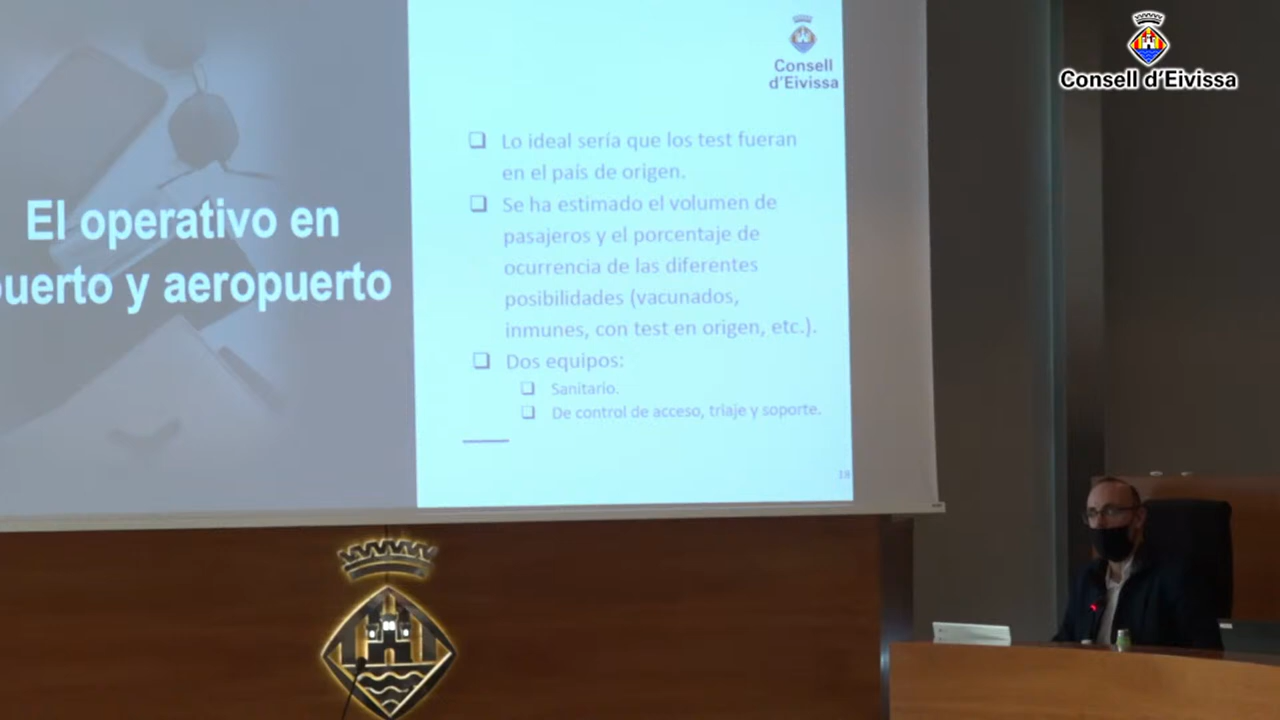 El operativo en
puerto y aeropuerto
Consell
d'Eivissa
Lo ideal sería que los test fueran
en el país de origen.
Se ha estimado el volumen de
pasajeros y el porcentaje de
ocurrencia de las diferentes
posibilidades (vacunados,
inmunes, con test en origen, etc.).
Dos equipos:
Sanitario.
De control de acceso, triaje y soporte.
Consell d'Eivissa